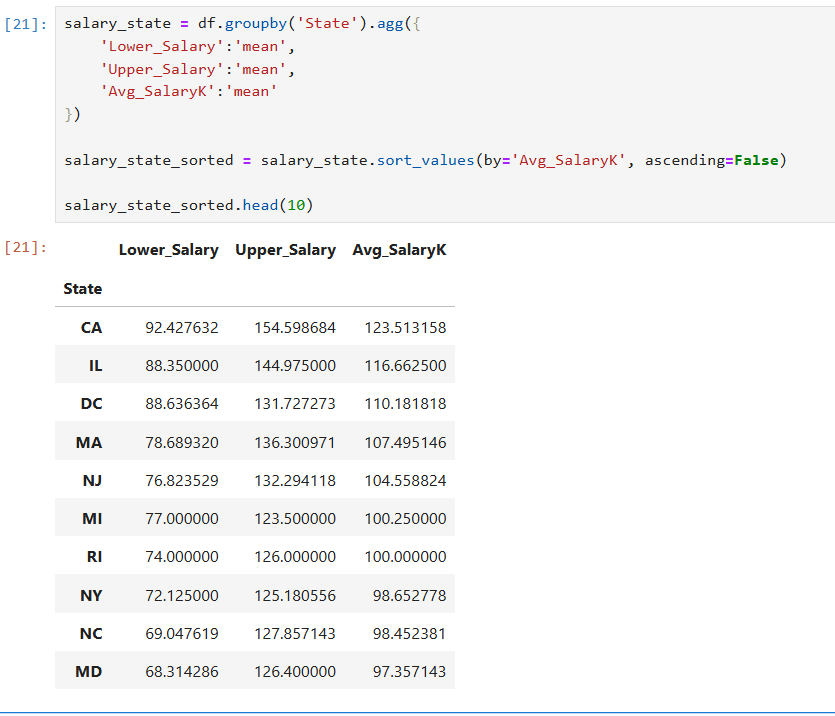 [21]: salary_state = df.groupby('State').agg({
'Lower_Salary':'mean',
'Upper_Salary':'mean',
'Avg_SalaryK':'mean'
})
salary_state_sorted = salary_state.sort_values(by='Avg_SalaryK', ascending=False)
salary_state_sorted.head(10)
[21]: Lower_Salary Upper_Salary Avg_SalaryK
State
CA 92.427632 154.598684 123.513158
IL 88.350000 144.975000 116.662500
DC 88.636364 131.727273 110.181818
MA 78.689320 136.300971 107.495146
NJ 76.823529 132.294118 104.558824
MI 77.000000 123.500000 100.250000
RI 74.000000 126.000000 100.000000
NY 72.125000 125.180556 98.652778
NC 69.047619 127.857143 98.452381
MD 68.314286 126.400000 97.357143